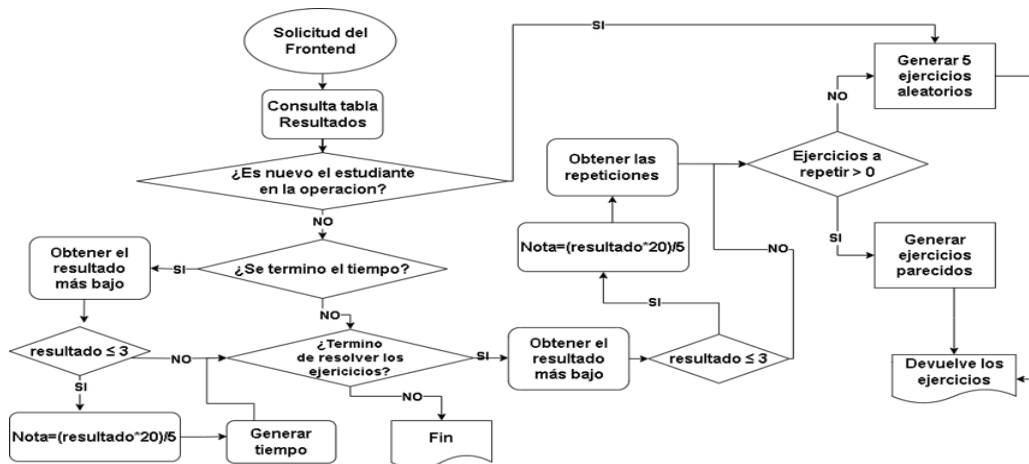 Solicitud del
Frontend
Consulta tabla
Resultados
¿Es nuevo el estudiante
en la operacion?
SI
NO
¿Se termino el tiempo?
SI
Obtener el
resultado
más bajo
resultado ≤ 3
NO
SI
Nota=(resultado*20)/5
Generar
tiempo
NO
¿Termino
de resolver los
ejericicios?
NO
Fin
SI
Obtener el
resultado
más bajo
resultado ≤ 3
SI
NO
Nota=(resultado*20)/5
Obtener las
repeticiones
Ejercicios a
repetir > 0
NO
Generar 5
ejercicios
aleatorios
SI
Generar
ejercicios
parecidos
Devuelve los
ejercicios